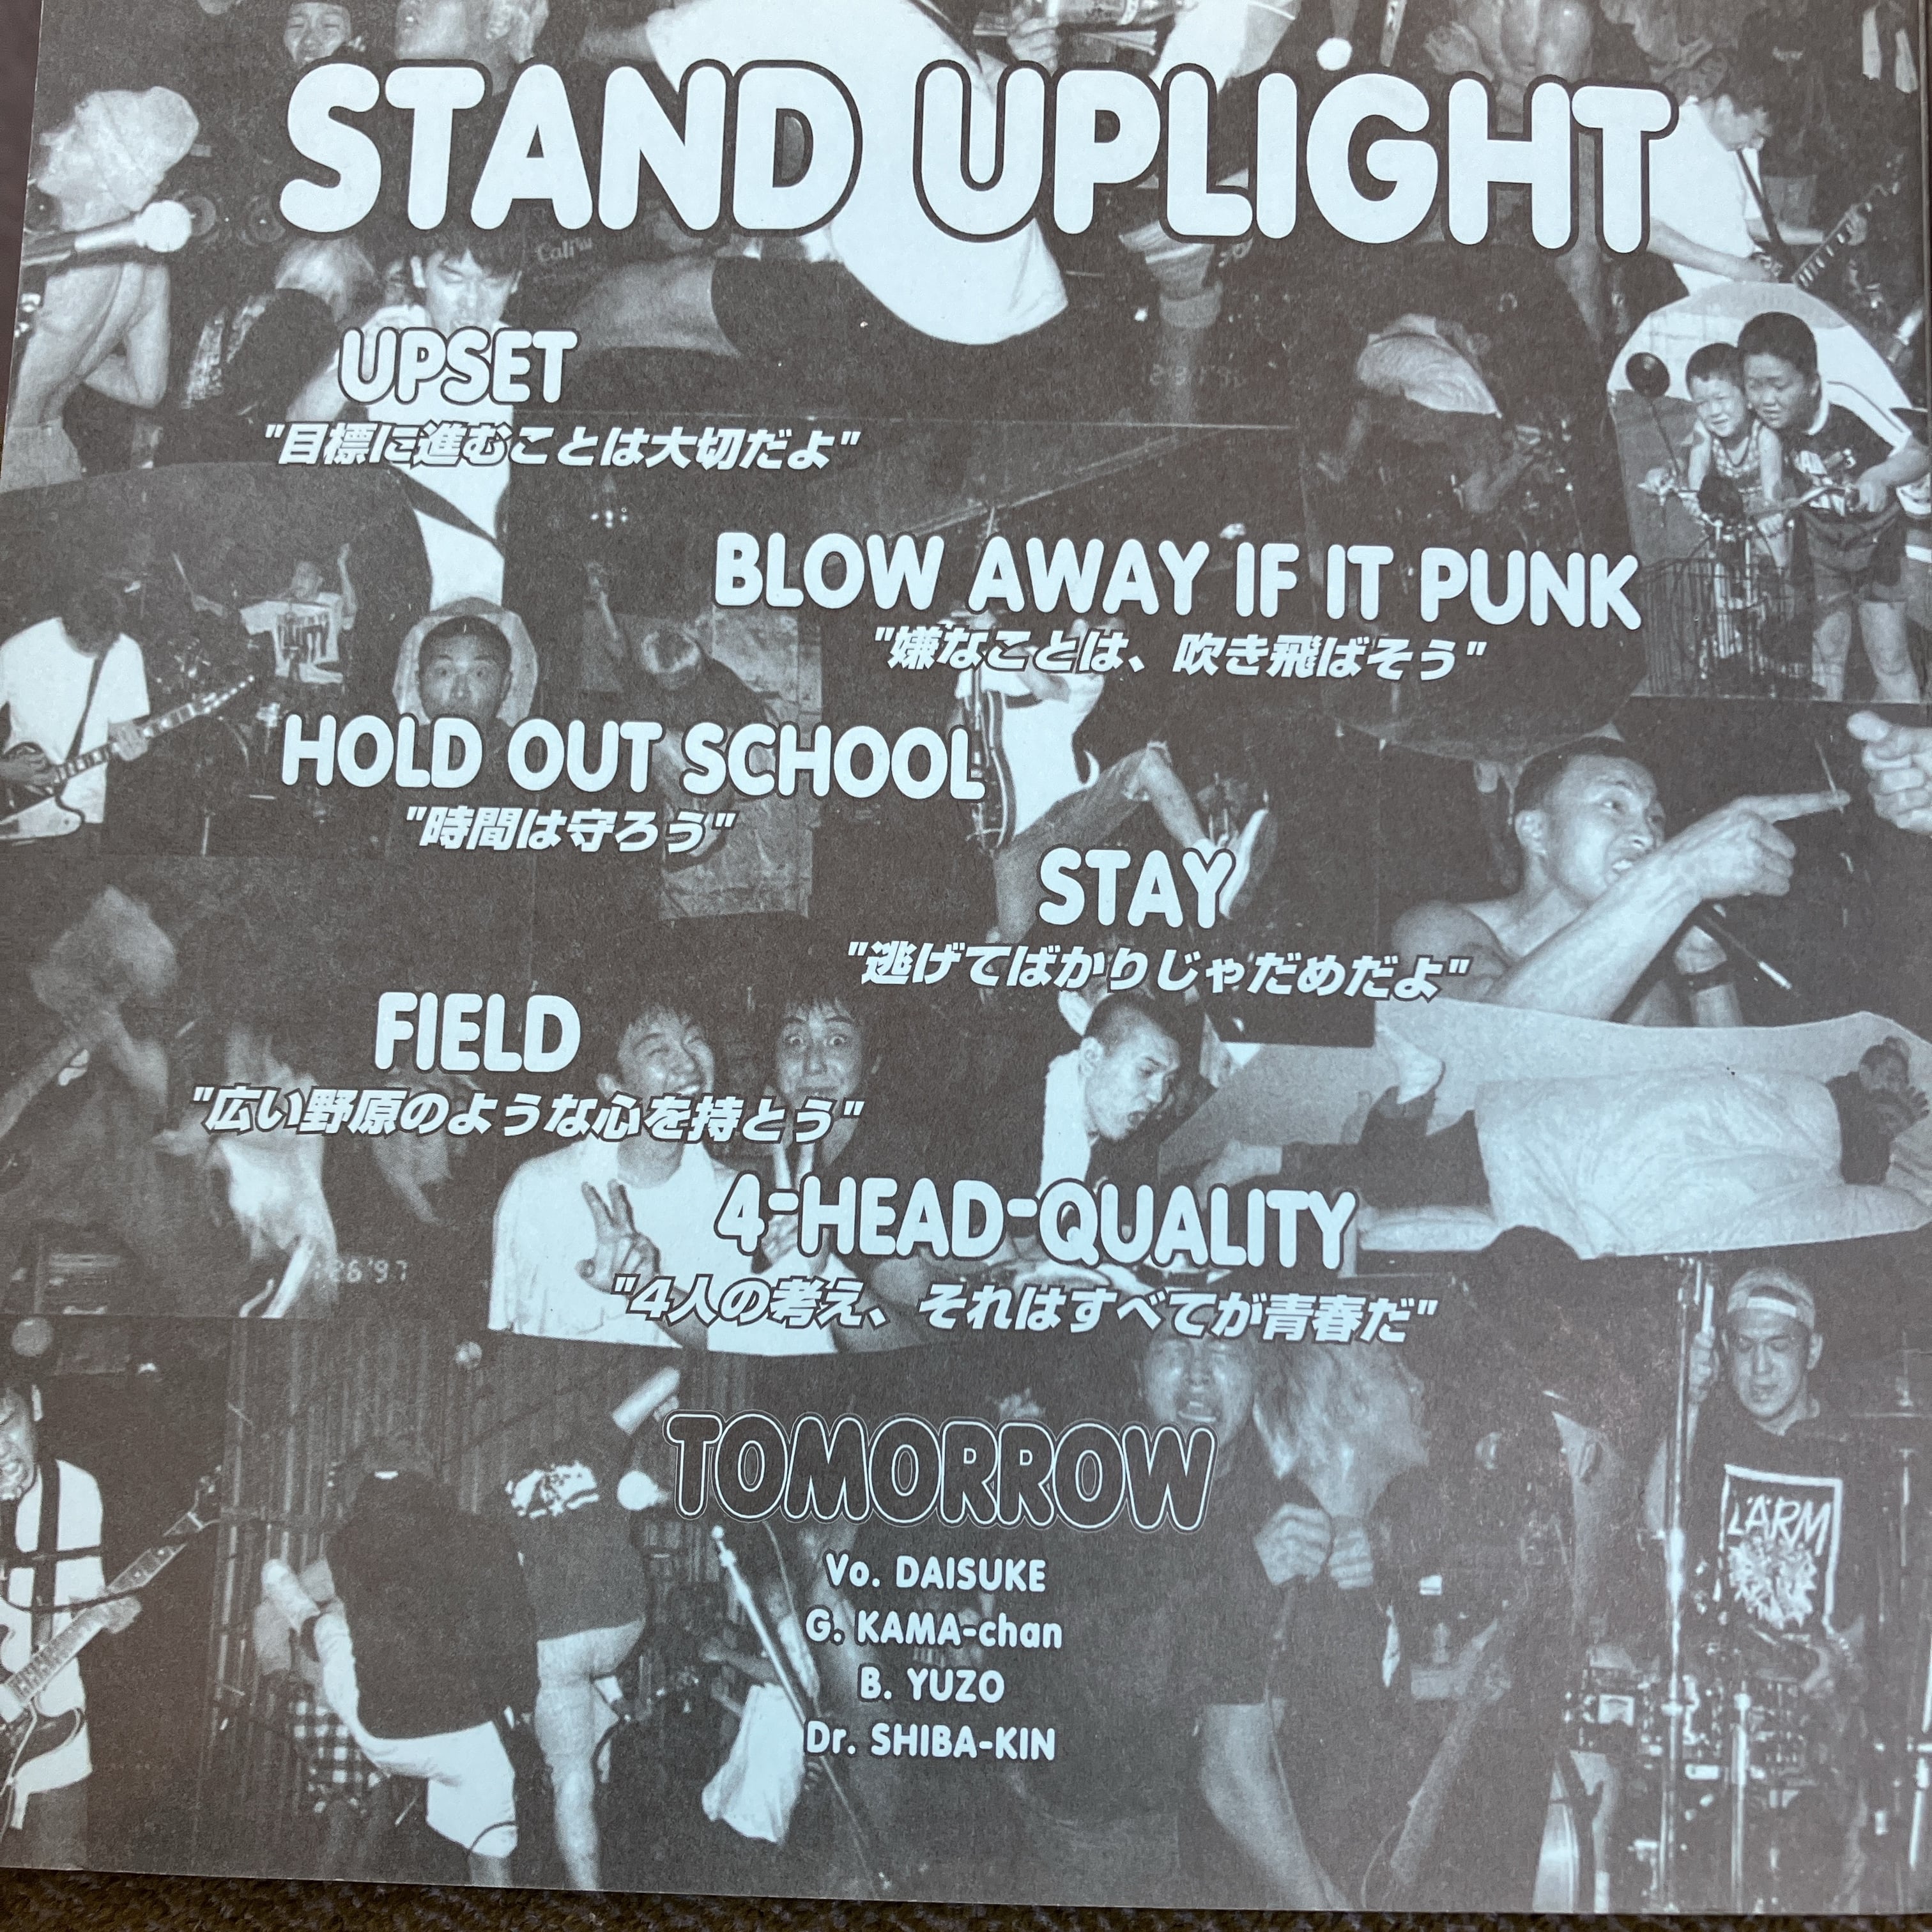 STAND UPLIGHT
UPSET
"目標に進むことは大切だよ"
BLOW AWAY IF IT PUNK
"嫌なことは、吹き飛ばそう"
HOLD OUT SCHOOL
"時間は守ろう"
STAY
"逃げてばかりじゃだめだよ"
FIELD
"広い野原のような心を持とう"
4-HEAD-QUALITY
26'97
"4人の考え、それはすべてが青春だ"
TOMORROW
LÄRM
Vo. DAISUKE
G. KAMA-chan
B. YUZO
Dr. SHIBA-KIN